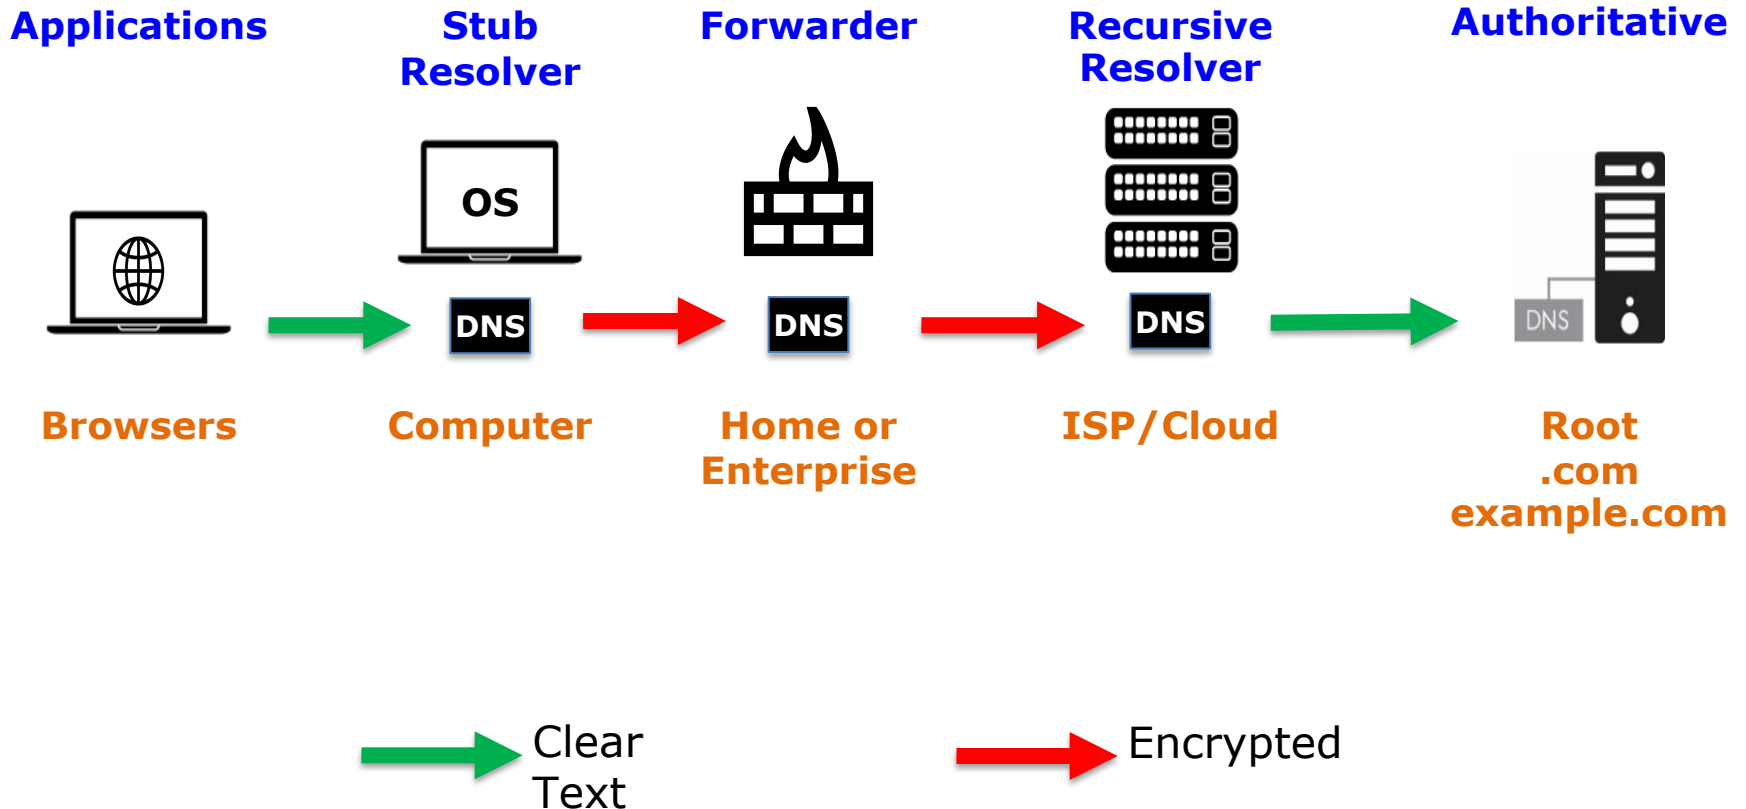 Applications
Stub
Resolver
Forwarder
Recursive
Resolver
Authoritative
OS
DNS
DNS
DNS
DNS
Browsers
Computer
Home or
Enterprise
ISP/Cloud
Root
.com
example.com
Clear
Text
Encrypted